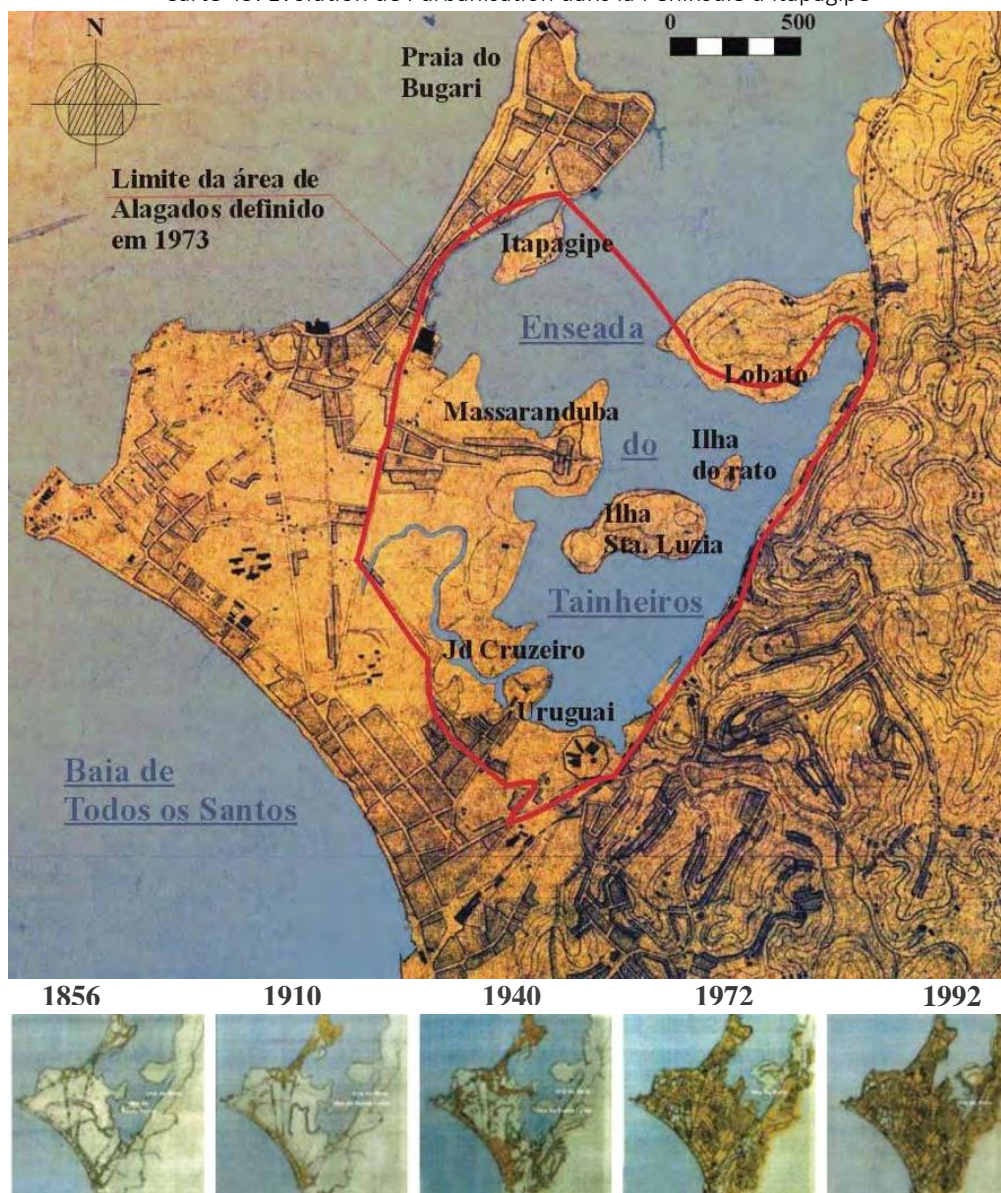 N
0 500
Praia do
Bugari
Limite da área de
Alagados definido
em 1973
Itapagipe
Enseada
Lobato
Massaranduba
do
Ilha
do rato
Ilha
Sta. Luzia
Tainheiros
Jd Cruzeiro
Uruguai
Baia de
Todos os Santos
1856 1910 1940 1972 1992